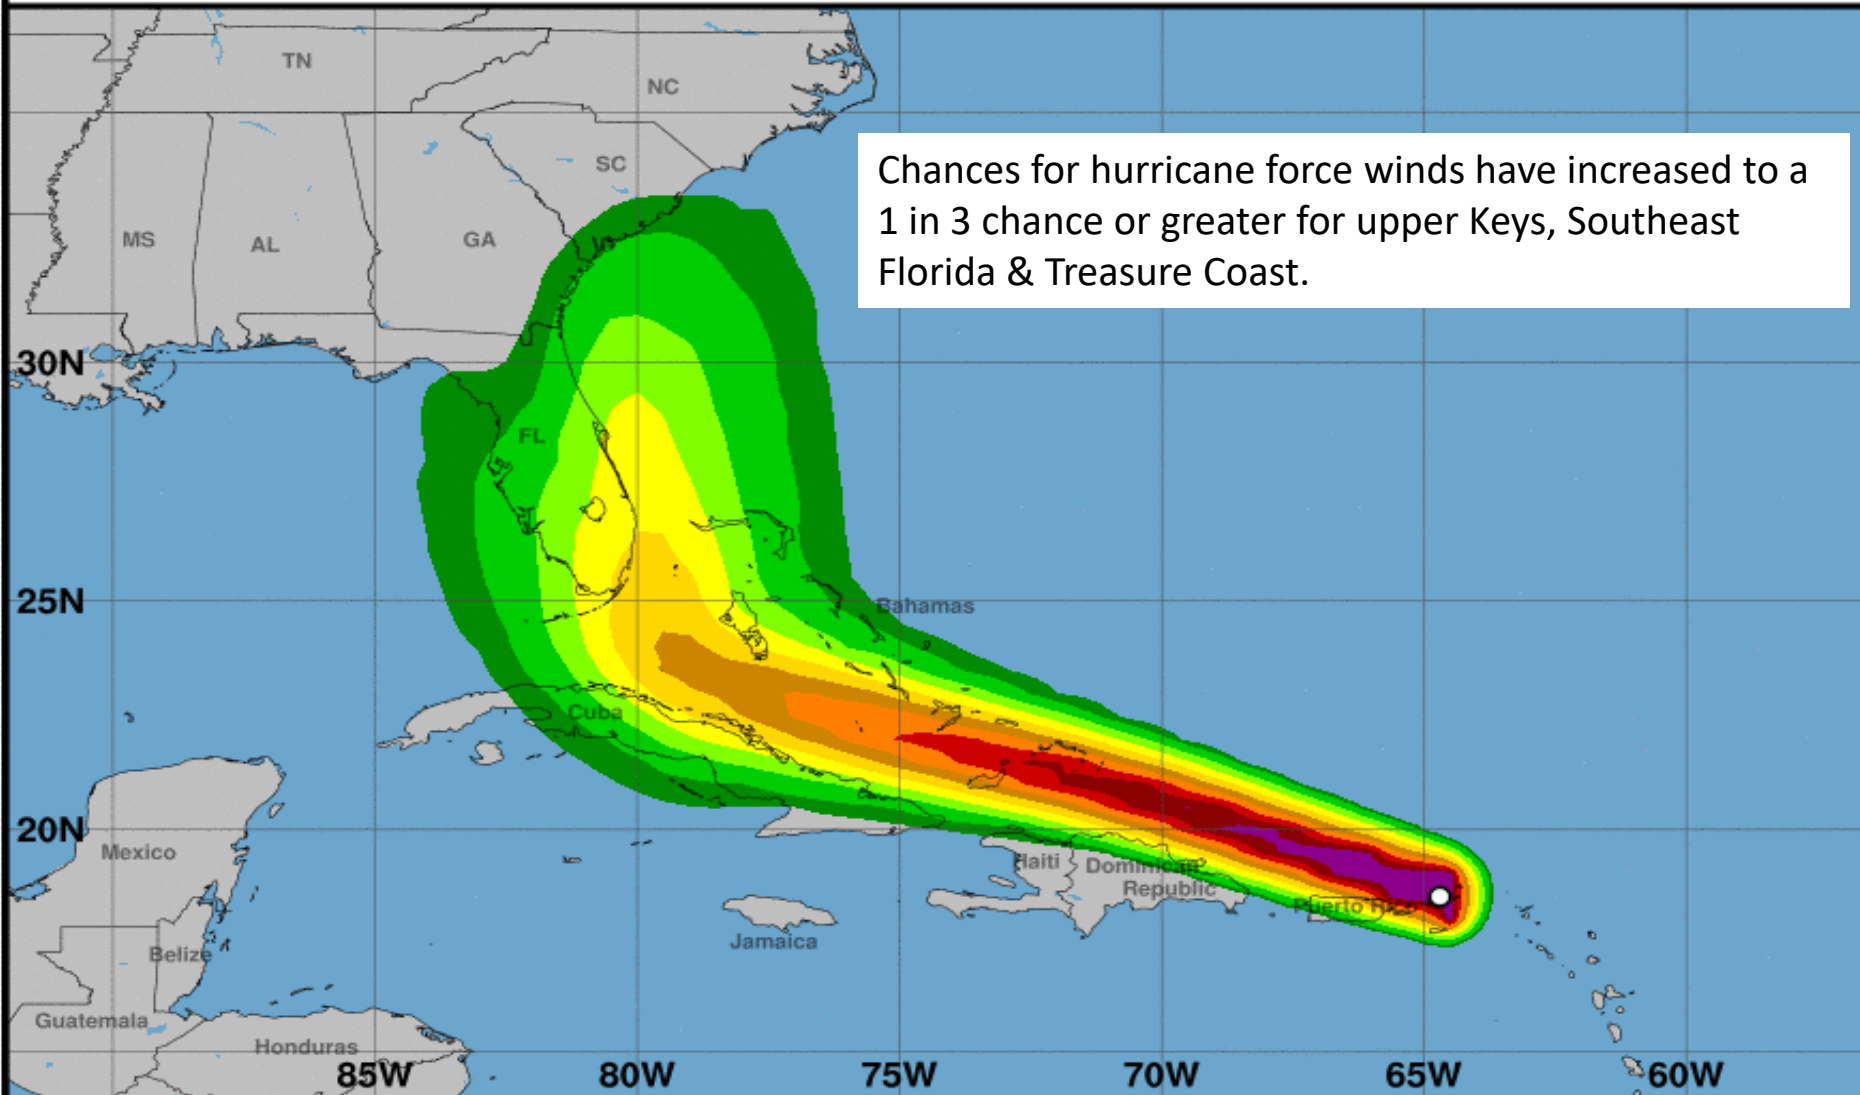 TN
NC
SC
Chances for hurricane force winds have increased to a
1 in 3 chance or greater for upper Keys, Southeast
Florida & Treasure Coast.
MS
AL
GA
30N
FL
25N
Bahamas
Cuba
20N
Mexico
Haiti
Dominican
Republic
Puerto Rico
Jamaica
Belize
Guatemala
Honduras
85W
80W
75W
70W
65W
60W